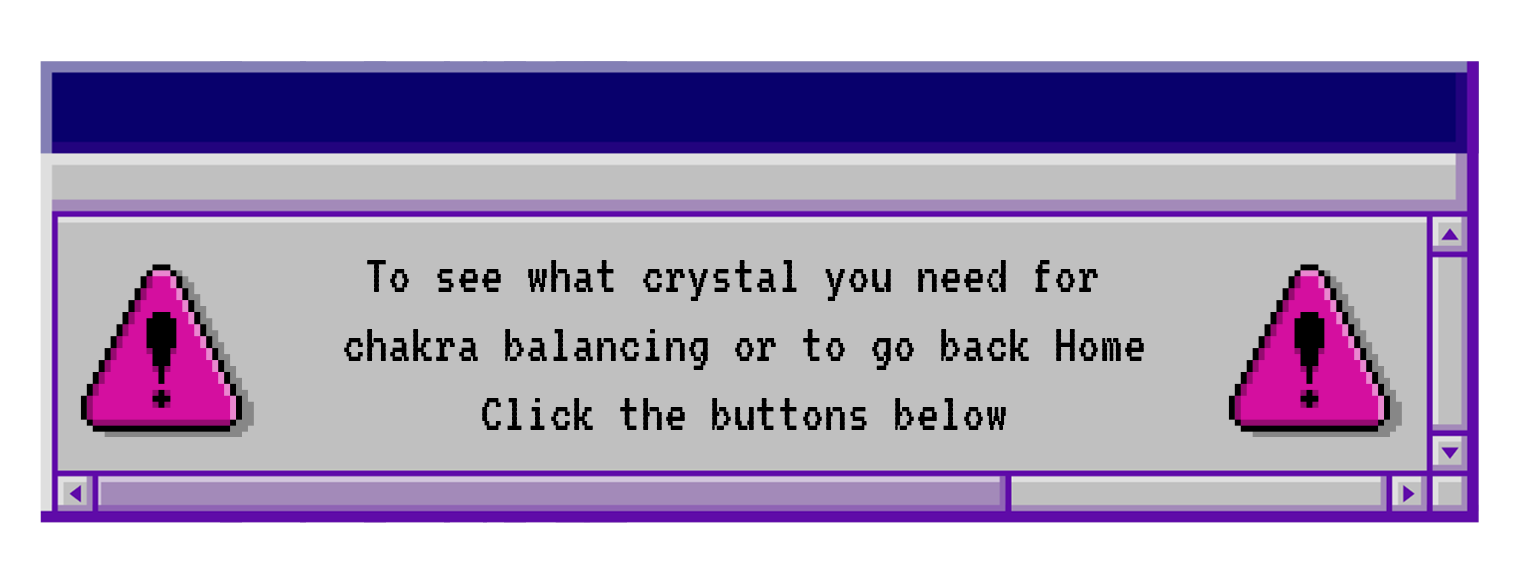 To see what crystal you need for
chakra balancing or to go back Home
Click the buttons below